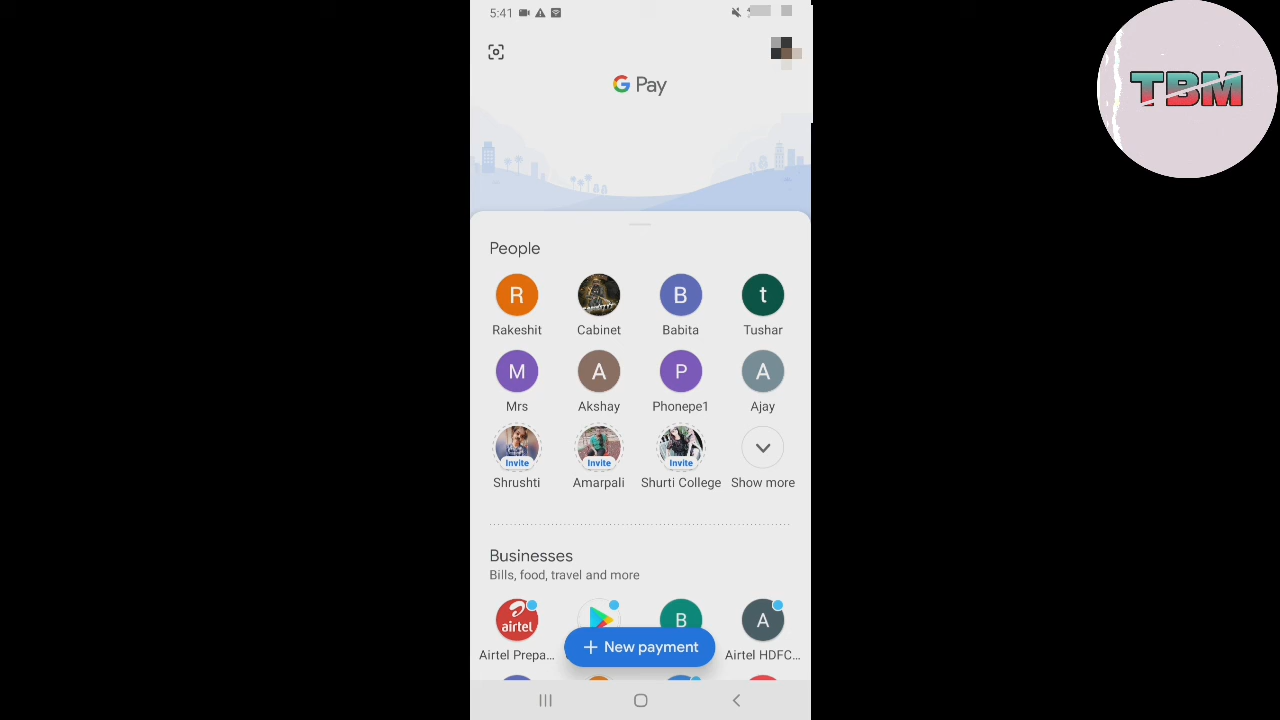 5:41
TBM
G Pay
People
R
B
t
Rakeshit
Cabinet
Babita
Tushar
M
A
P
A
Mrs
Akshay
Phonepe1
Ajay
Invite
Invite
Invite
Shrushti
Amarpali
Shurti College
Show more
Businesses
Bills, food, travel and more
airtel
B
A
+ New payment
Airtel Prepa...
Airtel HDFC...